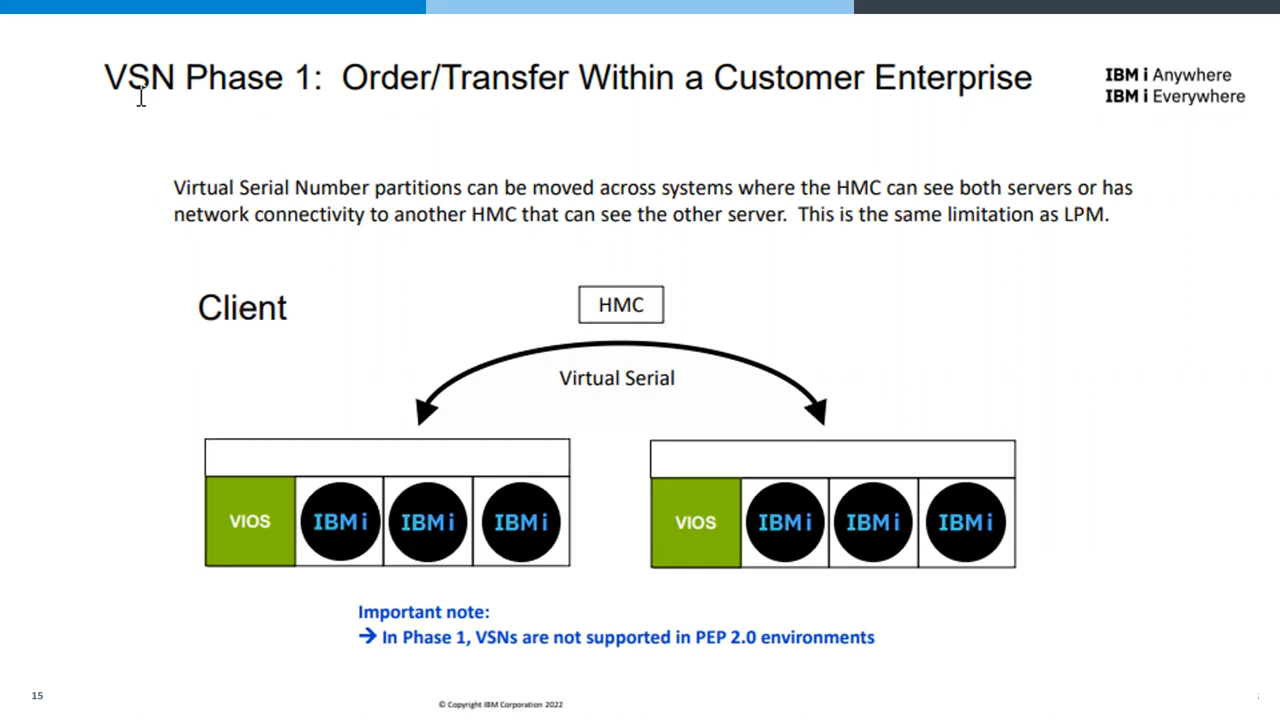 VSN Phase 1: Order/Transfer Within a Customer Enterprise
IBM i Anywhere
IBM i Everywhere
Virtual Serial Number partitions can be moved across systems where the HMC can see both servers or has
network connectivity to another HMC that can see the other server. This is the same limitation as LPM.
Client
HMC
Virtual Serial
VIOS IBM i IBM i IBM i
VIOS IBM i IBM i IBM i
Important note:
→ In Phase 1, VSNs are not supported in PEP 2.0 environments
15
© Copyright IBM Corporation 2022